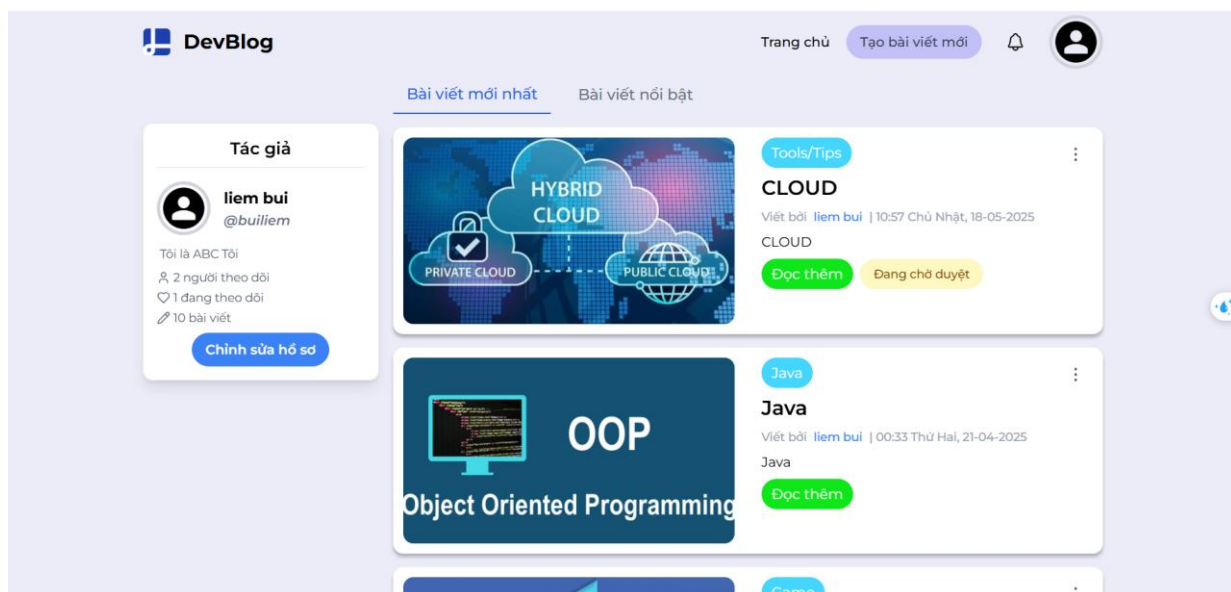 DevBlog
Trang chủ
Tạo bài viết mới
Bài viết mới nhất
Bài viết nổi bật
Tác giả
liem bui
@builiem
Tôi là ABC Tôi
2 người theo dõi
1 đang theo dõi
10 bài viết
Chỉnh sửa hồ sơ
HYBRID
CLOUD
PRIVATE CLOUD
PUBLIC CLOUD
Tools/Tips
CLOUD
Viết bởi liem bui | 10:57 Chủ Nhật, 18-05-2025
CLOUD
Đọc thêm
Đang chờ duyệt
OOP
Object Oriented Programming
Java
Java
Viết bởi liem bui | 00:33 Thứ Hai, 21-04-2025
Java
Đọc thêm
Game